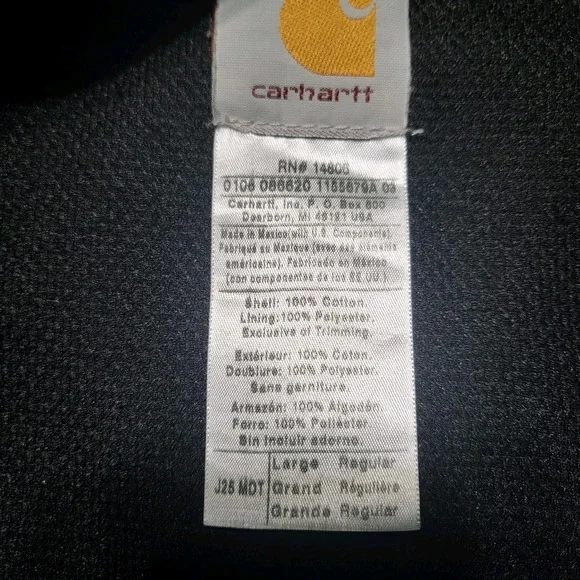 carhartt
RN# 14806
0106 086620 1155679A 03
Carhartt, Inc. P. O. Box 600
Dearborn, MI 48121 USA
Made in Mexico(with U.S. Components).
Fabriqué au Mexique (avec des éléments
américains). Fabricado en México
(con componentes de los EE UU.)
Shell: 100% Cotton.
Lining:100% Polyester.
Exclusive of Trimming.
Extérieur: 100% Coton.
Doublure: 100% Polyester.
Sans garniture.
Armazón: 100% Algodón.
Forro: 100% Poliéster.
Sin incluir adorno.
Large Regular
J25 MDT Grand Régulière
Grande Regular